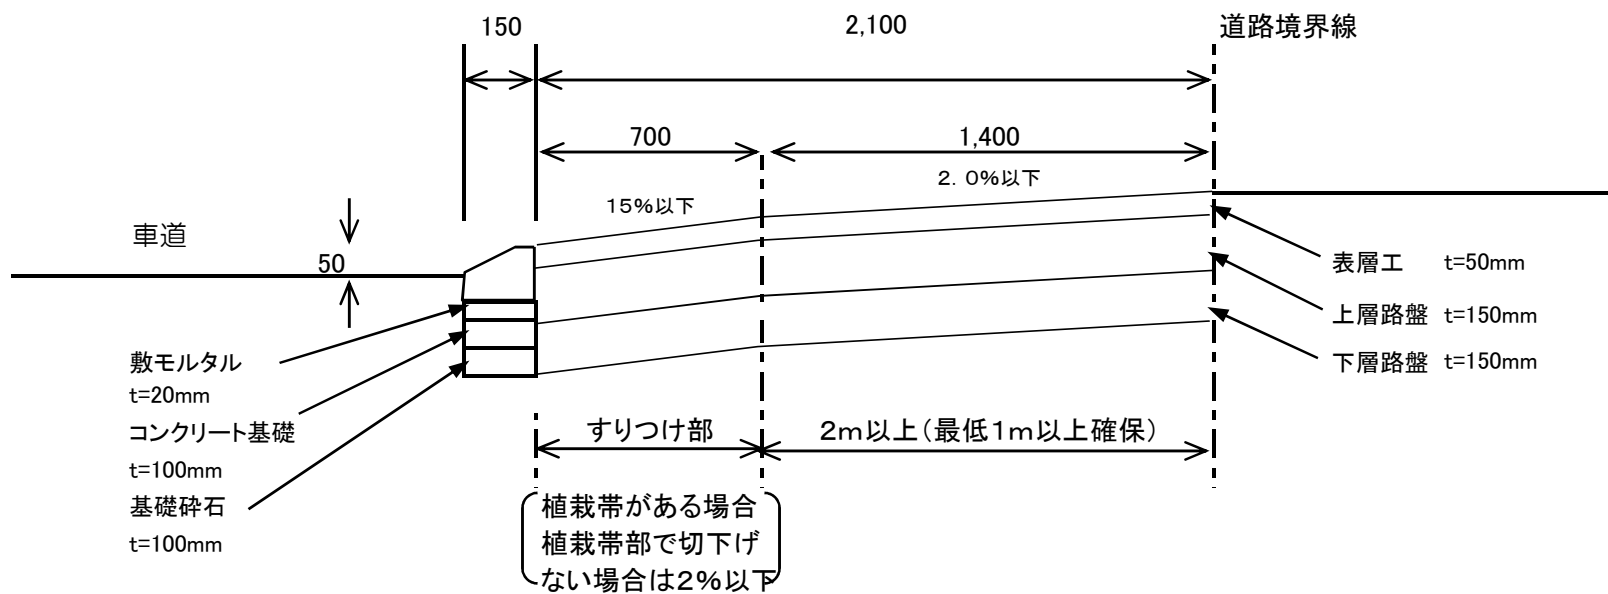 150
2,100
道路境界線
700
1,400
15%以下
2．0%以下
車道
50
表層工 t=50mm
上層路盤 t=150mm
下層路盤 t=150mm
敷モルタル
t=20mm
コンクリート基礎
t=100mm
基礎砕石
t=100mm
すりつけ部
2m以上（最低1m以上確保）
植栽帯がある場合
植栽帯部で切下げ
ない場合は2%以下